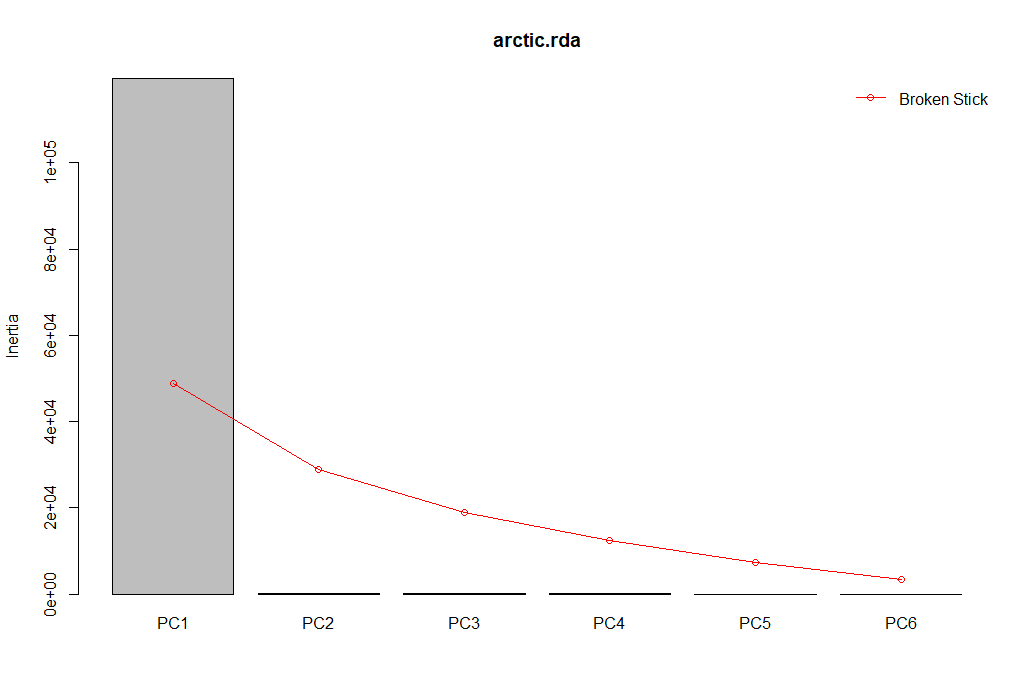 arctic.rda
Broken Stick
Inertia
1e+05
8e+04
6e+04
4e+04
2e+04
0e+00
PC1 PC2 PC3 PC4 PC5 PC6